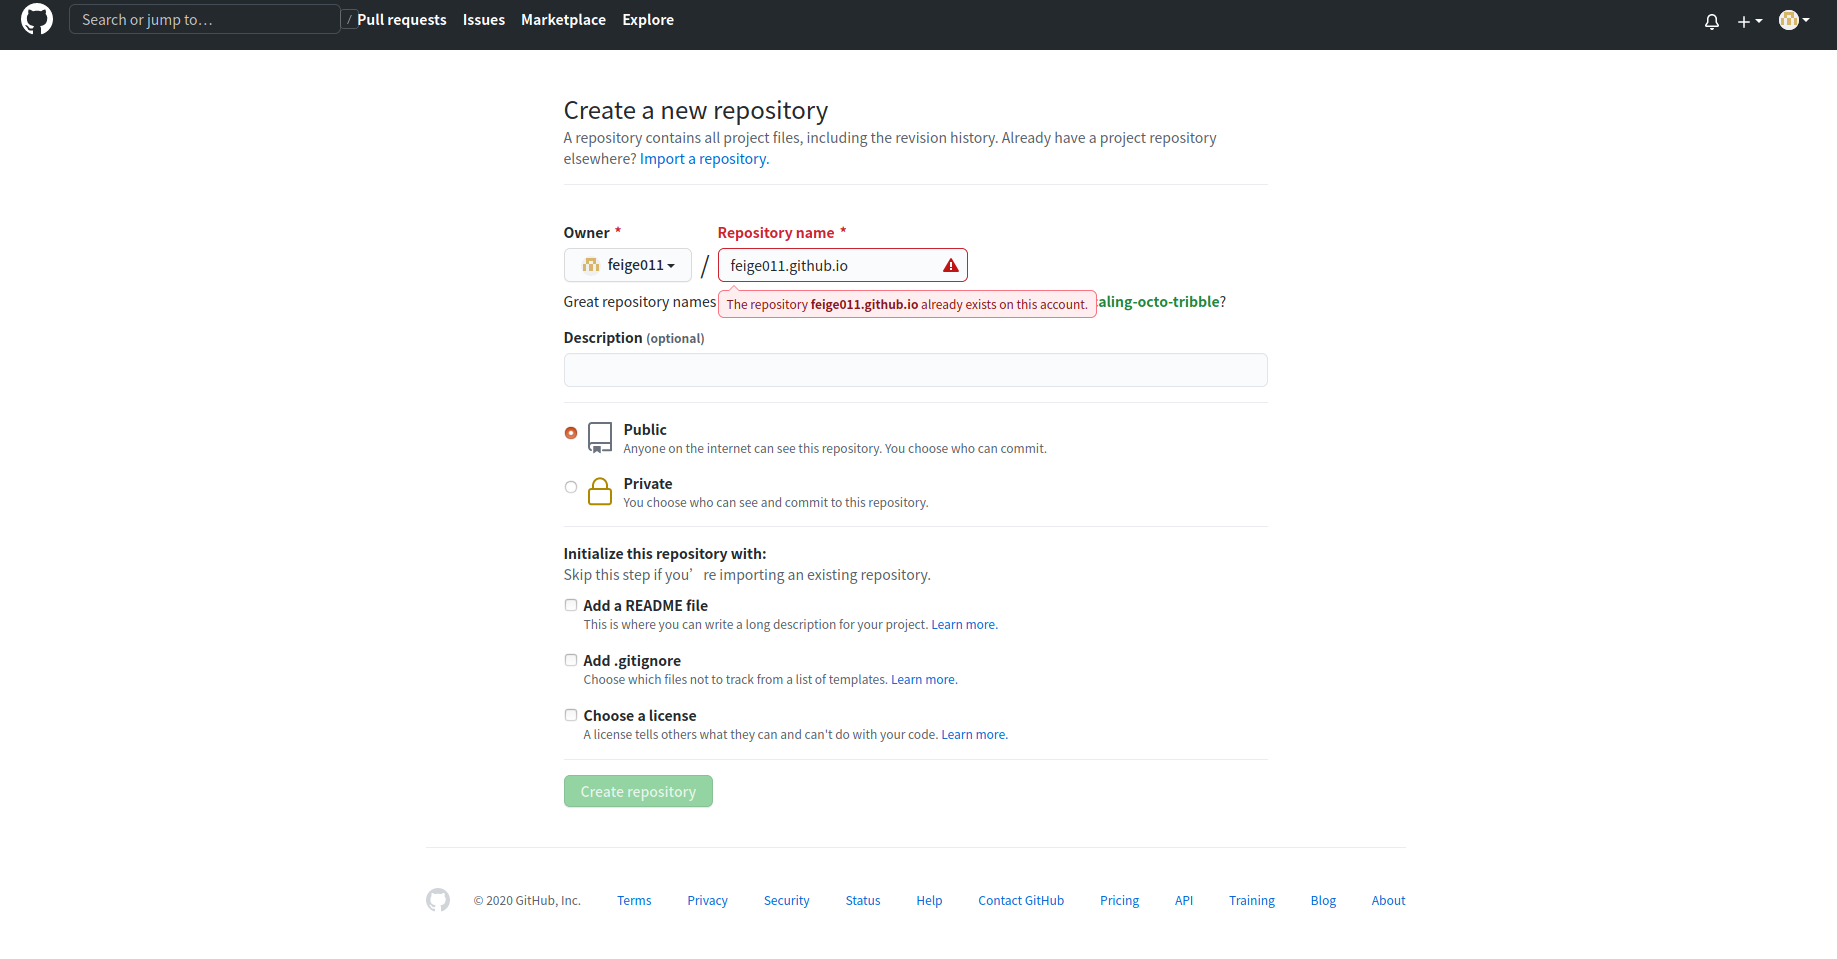 Search or jump to… / Pull requests Issues Marketplace Explore
Create a new repository
A repository contains all project files, including the revision history. Already have a project repository
elsewhere? Import a repository.
Owner * Repository name *
feige011 / feige011.github.io
Great repository names aling-octo-tribble?
The repository feige011.github.io already exists on this account.
Description (optional)
Public
Anyone on the internet can see this repository. You choose who can commit.
Private
You choose who can see and commit to this repository.
Initialize this repository with:
Skip this step if you’re importing an existing repository.
Add a README file
This is where you can write a long description for your project. Learn more.
Add .gitignore
Choose which files not to track from a list of templates. Learn more.
Choose a license
A license tells others what they can and can't do with your code. Learn more.
Create repository
© 2020 GitHub, Inc. Terms Privacy Security Status Help Contact GitHub Pricing API Training Blog About